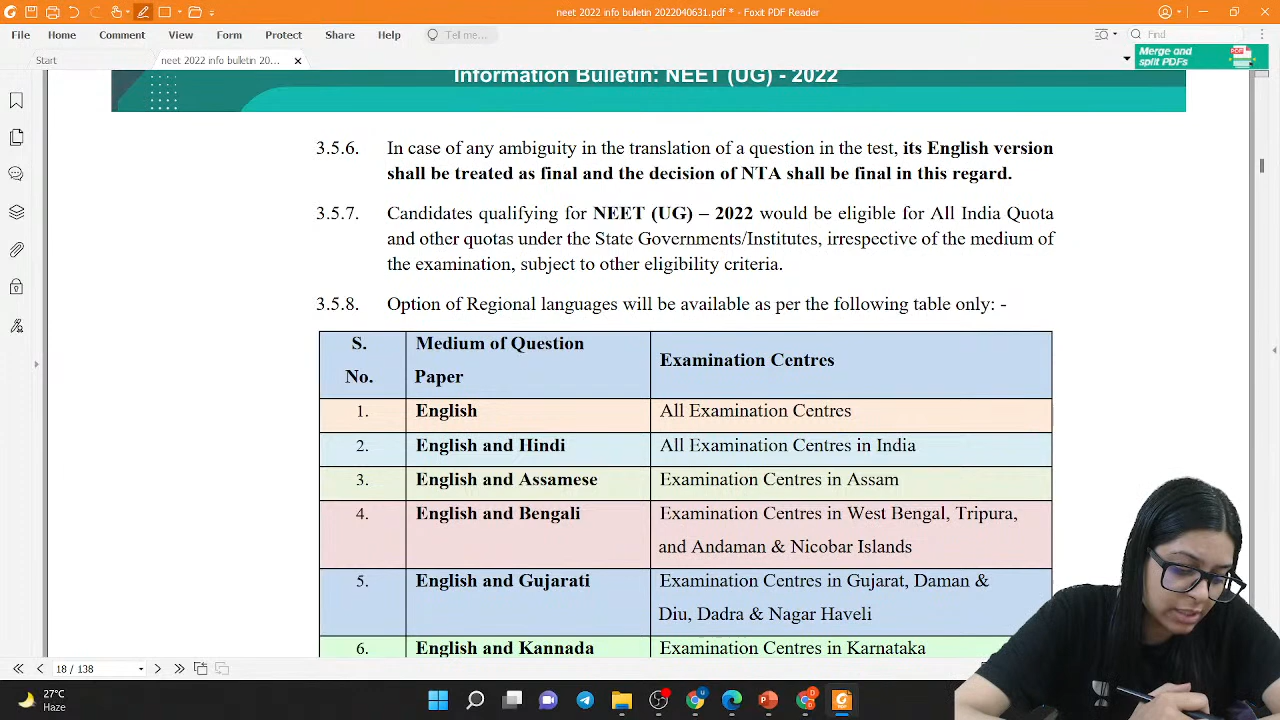 neet 2022 info buletin 2022040631.pdf * - Foxit PDF Reader
File Home Comment View Form Protect Share Help Tell me... Find
Start neet 2022 info buletin 20... Merge and split PDFs
Information Bulletin: NEET (UG) - 2022
3.5.6. In case of any ambiguity in the translation of a question in the test, its English version
shall be treated as final and the decision of NTA shall be final in this regard.
3.5.7. Candidates qualifying for NEET (UG) – 2022 would be eligible for All India Quota
and other quotas under the State Governments/Institutes, irrespective of the medium of
the examination, subject to other eligibility criteria.
3.5.8. Option of Regional languages will be available as per the following table only: -
S. No. Medium of Question Paper Examination Centres
1. English All Examination Centres
2. English and Hindi All Examination Centres in India
3. English and Assamese Examination Centres in Assam
4. English and Bengali Examination Centres in West Bengal, Tripura,
and Andaman & Nicobar Islands
5. English and Gujarati Examination Centres in Gujarat, Daman &
Diu, Dadra & Nagar Haveli
6. English and Kannada Examination Centres in Karnataka
18 / 138
27°C
Haze